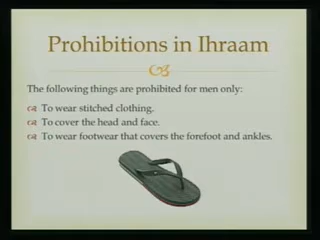 Prohibitions in Ihraam
The following things are prohibited for men only:
To wear stitched clothing.
To cover the head and face.
To wear footwear that covers the forefoot and ankles.